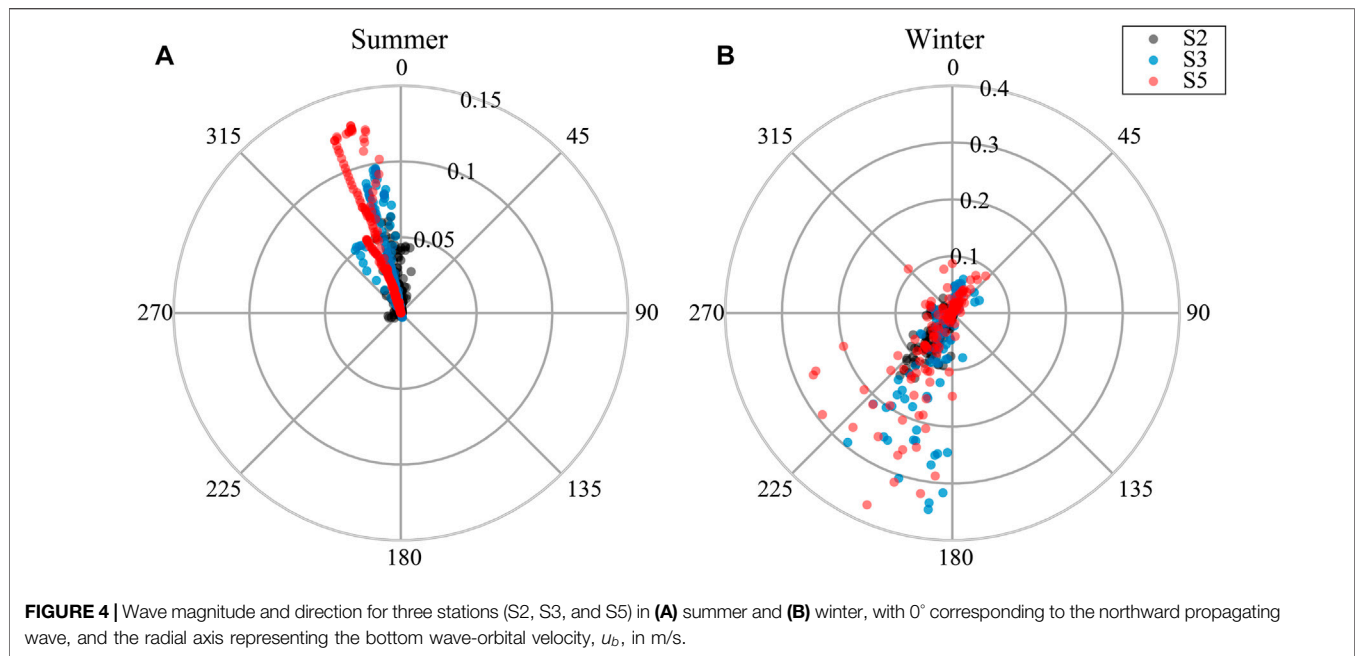 A
Summer
B
Winter
S2
S3
S5
0
0.15
315
45
0.1
0.05
270
90
225
135
180
0
0.4
315
45
0.3
0.2
0.1
270
90
225
135
180
FIGURE 4 | Wave magnitude and direction for three stations (S2, S3, and S5) in (A) summer and (B) winter, with 0° corresponding to the northward propagating
wave, and the radial axis representing the bottom wave-orbital velocity, u_b, in m/s.